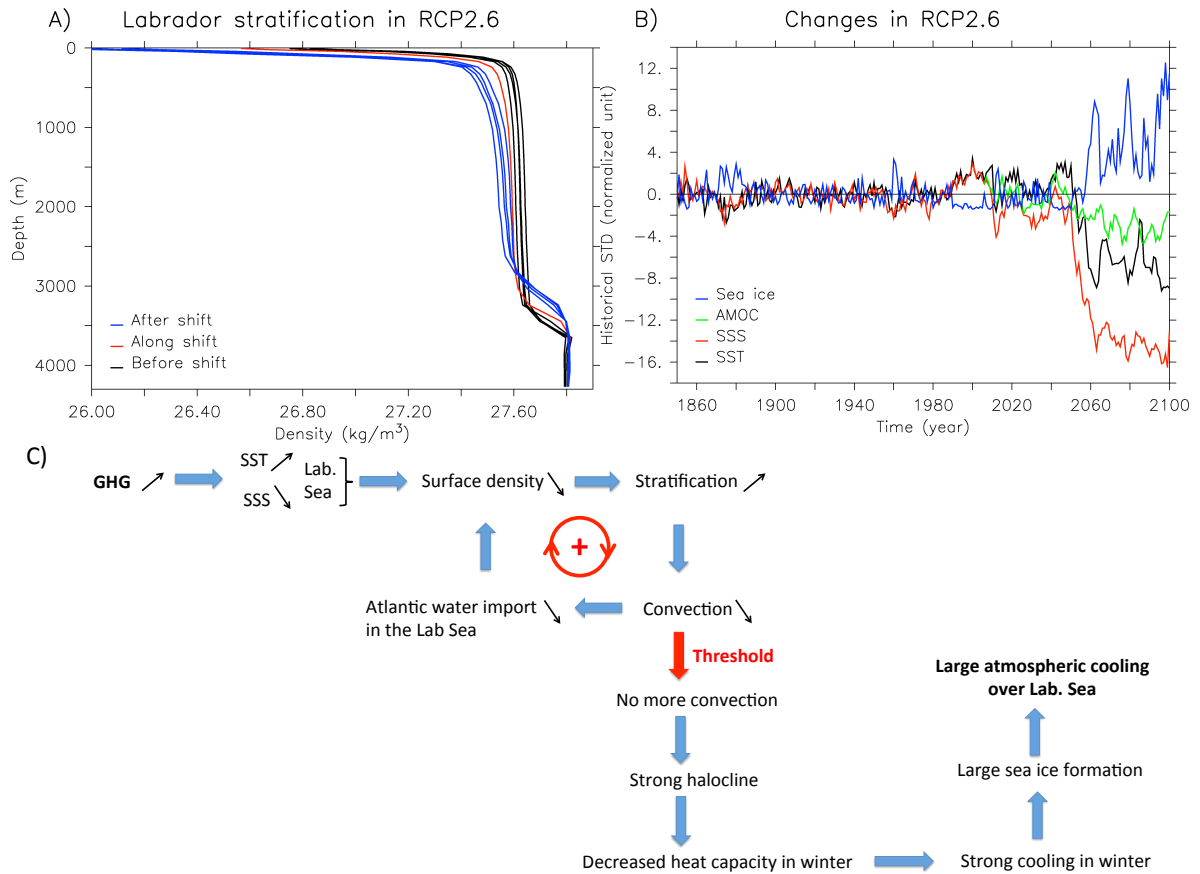 A) Labrador stratification in RCP2.6
0
1000
2000
3000
4000
Depth (m)
After shift
Along shift
Before shift
26.00 26.40 26.80 27.20 27.60
Density (kg/m³)
B) Changes in RCP2.6
12.
8.
4.
0.
−4.
−8.
−12.
−16.
Historical STD (normalized unit)
Sea ice
AMOC
SSS
SST
1860 1900 1940 1980 2020 2060 2100
Time (year)
C)
GHG
SST
SSS
Lab.
Sea
Surface density
Stratification
+
Atlantic water import
in the Lab Sea
Convection
Threshold
No more convection
Strong halocline
Decreased heat capacity in winter
Strong cooling in winter
Large sea ice formation
Large atmospheric cooling
over Lab. Sea